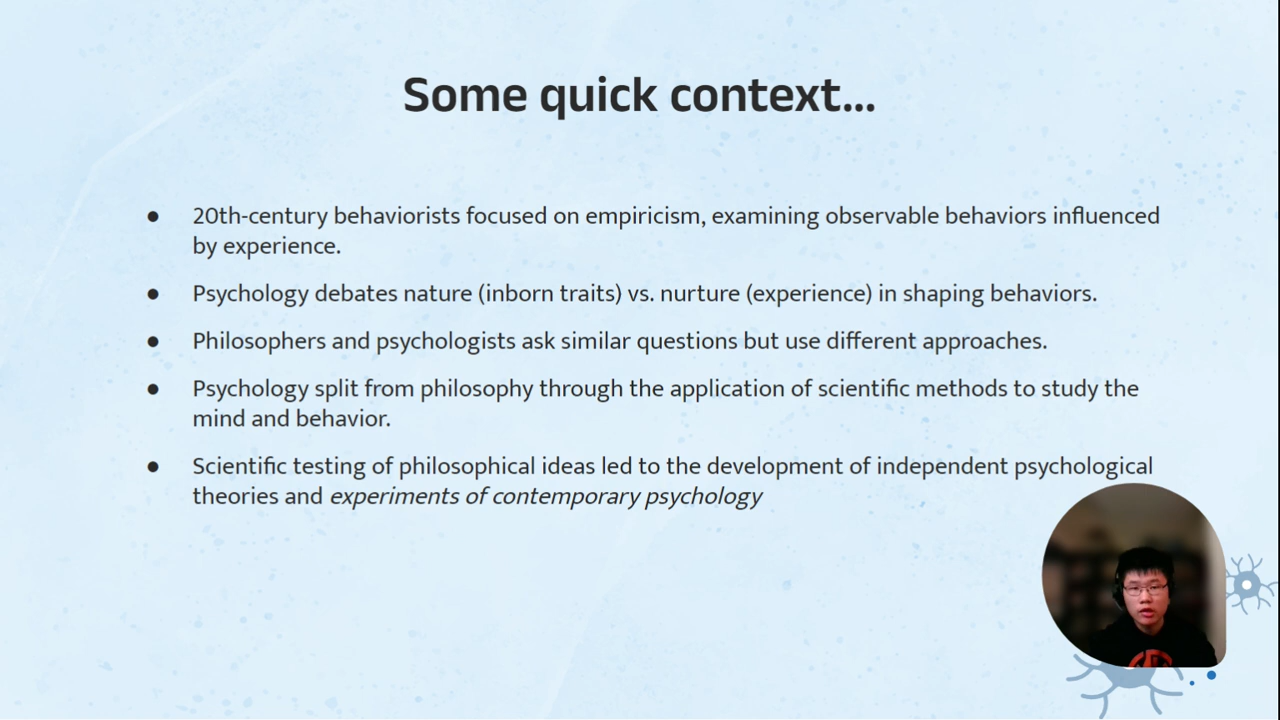 Some quick context...
● 20th-century behaviorists focused on empiricism, examining observable behaviors influenced
by experience.
● Psychology debates nature (inborn traits) vs. nurture (experience) in shaping behaviors.
● Philosophers and psychologists ask similar questions but use different approaches.
● Psychology split from philosophy through the application of scientific methods to study the
mind and behavior.
● Scientific testing of philosophical ideas led to the development of independent psychological
theories and experiments of contemporary psychology